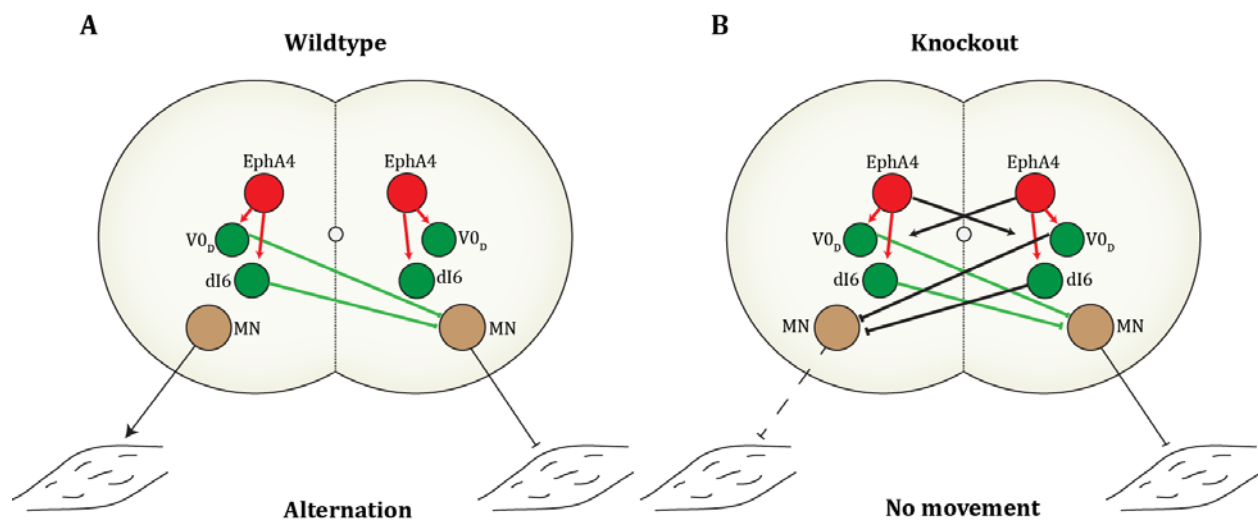 A
Wildtype
EphA4
EphA4
V0D
V0D
dI6
dI6
MN
MN
Alternation
B
Knockout
EphA4
EphA4
V0D
V0D
dI6
dI6
MN
MN
No movement